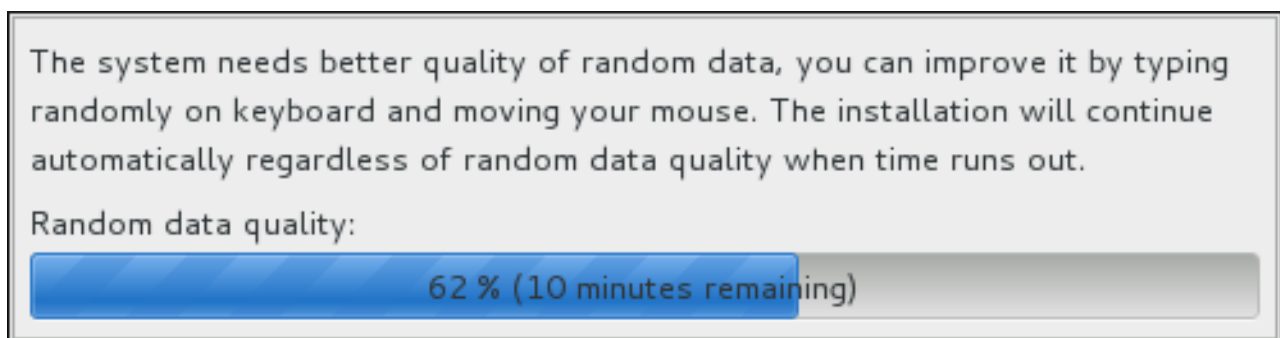 The system needs better quality of random data, you can improve it by typing
randomly on keyboard and moving your mouse. The installation will continue
automatically regardless of random data quality when time runs out.
Random data quality:
62 % (10 minutes remaining)